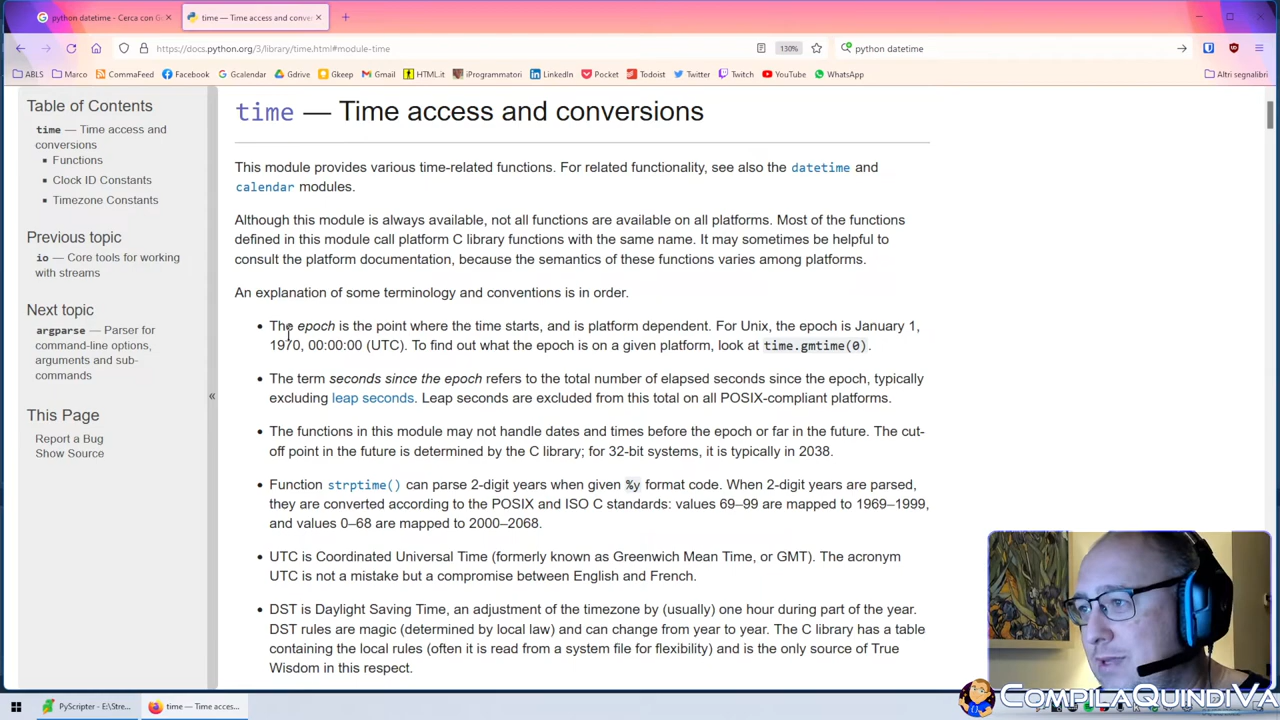 python datetime - Cerca con Go
time — Time access and conver
https://docs.python.org/3/library/time.html#module-time
130%
python datetime
ABLS
Marco
CommaFeed
Facebook
Gcalendar
Gdrive
Gkeep
Gmail
HTML.it
iProgrammatori
LinkedIn
Pocket
Todoist
Twitter
Twitch
YouTube
WhatsApp
Altri segnalibri
Table of Contents
time — Time access and
conversions
Functions
Clock ID Constants
Timezone Constants
Previous topic
io — Core tools for working
with streams
Next topic
argparse — Parser for
command-line options,
arguments and sub-
commands
This Page
Report a Bug
Show Source
«
time — Time access and conversions
This module provides various time-related functions. For related functionality, see also the datetime and
calendar modules.
Although this module is always available, not all functions are available on all platforms. Most of the functions
defined in this module call platform C library functions with the same name. It may sometimes be helpful to
consult the platform documentation, because the semantics of these functions varies among platforms.
An explanation of some terminology and conventions is in order.
• The epoch is the point where the time starts, and is platform dependent. For Unix, the epoch is January 1,
1970, 00:00:00 (UTC). To find out what the epoch is on a given platform, look at time.gmtime(0).
• The term seconds since the epoch refers to the total number of elapsed seconds since the epoch, typically
excluding leap seconds. Leap seconds are excluded from this total on all POSIX-compliant platforms.
• The functions in this module may not handle dates and times before the epoch or far in the future. The cut-
off point in the future is determined by the C library; for 32-bit systems, it is typically in 2038.
• Function strptime() can parse 2-digit years when given %y format code. When 2-digit years are parsed,
they are converted according to the POSIX and ISO C standards: values 69–99 are mapped to 1969–1999,
and values 0–68 are mapped to 2000–2068.
• UTC is Coordinated Universal Time (formerly known as Greenwich Mean Time, or GMT). The acronym
UTC is not a mistake but a compromise between English and French.
• DST is Daylight Saving Time, an adjustment of the timezone by (usually) one hour during part of the year.
DST rules are magic (determined by local law) and can change from year to year. The C library has a table
containing the local rules (often it is read from a system file for flexibility) and is the only source of True
Wisdom in this respect.
PyScripter - E:\Stre...
time — Time acces...
COMPILAQUINDIVA